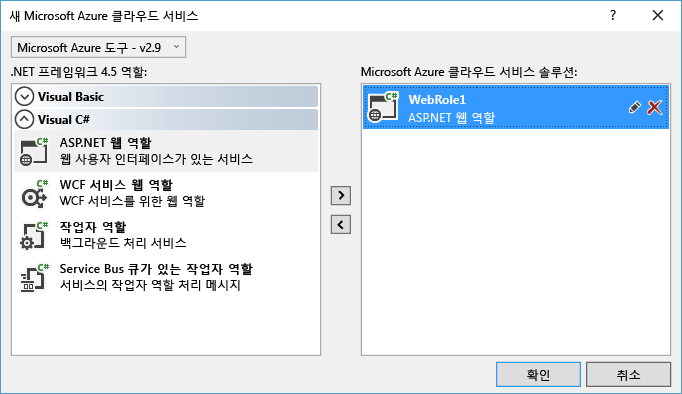 새 Microsoft Azure 클라우드 서비스
Microsoft Azure 도구 - v2.9
.NET 프레임워크 4.5 역할:
Visual Basic
Visual C#
C#
ASP.NET 웹 역할
웹 사용자 인터페이스가 있는 서비스
C#
WCF 서비스 웹 역할
WCF 서비스를 위한 웹 역할
C#
작업자 역할
백그라운드 처리 서비스
C#
Service Bus 큐가 있는 작업자 역할
서비스의 작업자 역할 처리 메시지
Microsoft Azure 클라우드 서비스 솔루션:
C#
WebRole1
ASP.NET 웹 역할
확인
취소